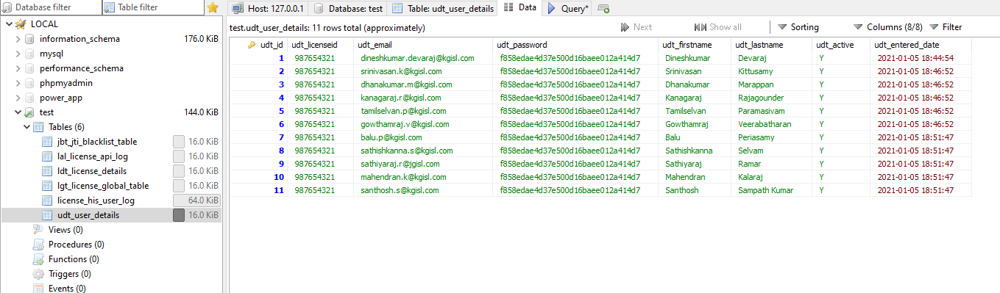 Database filter Table filter Host: 127.0.0.1 Database: test Table: udt_user_details Data Query*
LOCAL
information_schema 176.0 KiB
mysql
performance_schema
phpmyadmin
power_app
test 144.0 KiB
Tables (6)
jbt_jti_blacklist_table 16.0 KiB
lal_license_api_log 16.0 KiB
ldt_license_details 16.0 KiB
lgt_license_global_table 16.0 KiB
license_his_user_log 64.0 KiB
udt_user_details 16.0 KiB
Views (0)
Procedures (0)
Functions (0)
Triggers (0)
Events (0)
test.udt_user_details: 11 rows total (approximately) Next Show all Sorting Columns (8/8) Filter
udt_id udt_licenseid udt_email udt_password udt_firstname udt_lastname udt_active udt_entered_date
1 987654321 dineshkumar.devaraj@kgisl.com f858edae4d37e500d16baee012a414d7 Dineshkumar Devaraj Y 2021-01-05 18:44:54
2 987654321 srinivasan.k@kgisl.com f858edae4d37e500d16baee012a414d7 Srinivasan Kittusamy Y 2021-01-05 18:46:52
3 987654321 dhanakumar.m@kgisl.com f858edae4d37e500d16baee012a414d7 Dhanakumar Marappan Y 2021-01-05 18:46:52
4 987654321 kanagaraj.r@kgisl.com f858edae4d37e500d16baee012a414d7 Kanagaraj Rajagounder Y 2021-01-05 18:46:52
5 987654321 tamilselvan.p@kgisl.com f858edae4d37e500d16baee012a414d7 Tamilselvan Paramasivam Y 2021-01-05 18:46:52
6 987654321 gowthamraj.v@kgisl.com f858edae4d37e500d16baee012a414d7 Gowthamraj Veerabatharan Y 2021-01-05 18:46:52
7 987654321 balu.p@kgisl.com f858edae4d37e500d16baee012a414d7 Balu Periasamy Y 2021-01-05 18:51:47
8 987654321 sathishkanna.s@kgisl.com f858edae4d37e500d16baee012a414d7 Sathishkanna Selvam Y 2021-01-05 18:51:47
9 987654321 sathiyaraj.r@jgisl.com f858edae4d37e500d16baee012a414d7 Sathiyaraj Ramar Y 2021-01-05 18:51:47
10 987654321 mahendran.k@kgisl.com f858edae4d37e500d16baee012a414d7 Mahendran Kalaraj Y 2021-01-05 18:51:47
11 987654321 santhosh.s@kgisl.com f858edae4d37e500d16baee012a414d7 Santhosh Sampath Kumar Y 2021-01-05 18:51:47